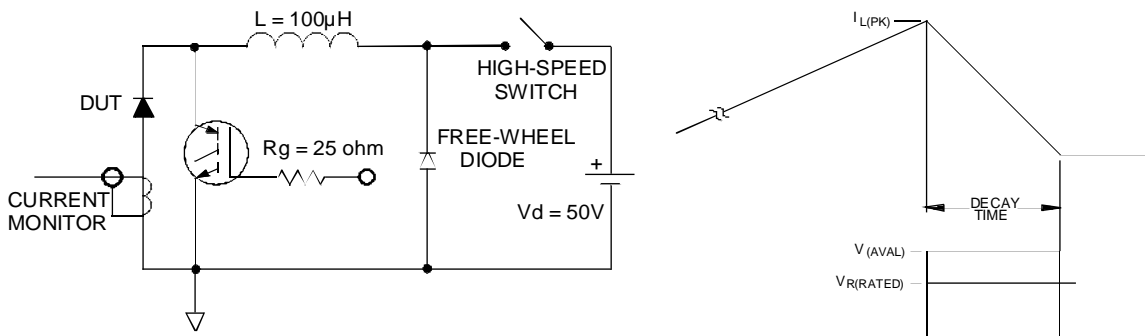 L = 100µH
HIGH-SPEED
SWITCH
DUT
Rg = 25 ohm
FREE-WHEEL
DIODE
+
CURRENT
MONITOR
Vd = 50V
I L(PK)
DECAY
TIME
V (AVAL)
V R(RATED)